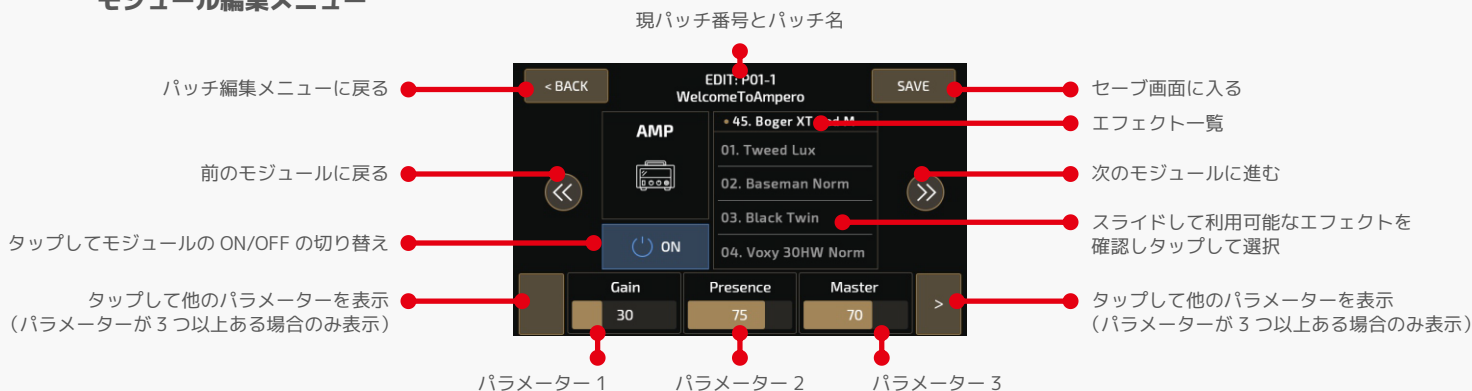 モジュール編集メニュー
現パッチ番号とパッチ名
パッチ編集メニューに戻る
< BACK
EDIT: P01-1
WelcomeToAmpero
SAVE
セーブ画面に入る
AMP
• 45. Boger XT M
エフェクト一覧
01. Tweed Lux
前のモジュールに戻る
02. Baseman Norm
次のモジュールに進む
03. Black Twin
スライドして利用可能なエフェクトを
確認しタップして選択
タップしてモジュールの ON/OFF の切り替え
ON
04. Voxy 30HW Norm
タップして他のパラメーターを表示
（パラメーターが 3 つ以上ある場合のみ表示）
Gain
Presence
Master
30
75
70
>
タップして他のパラメーターを表示
（パラメーターが 3 つ以上ある場合のみ表示）
パラメーター 1
パラメーター 2
パラメーター 3